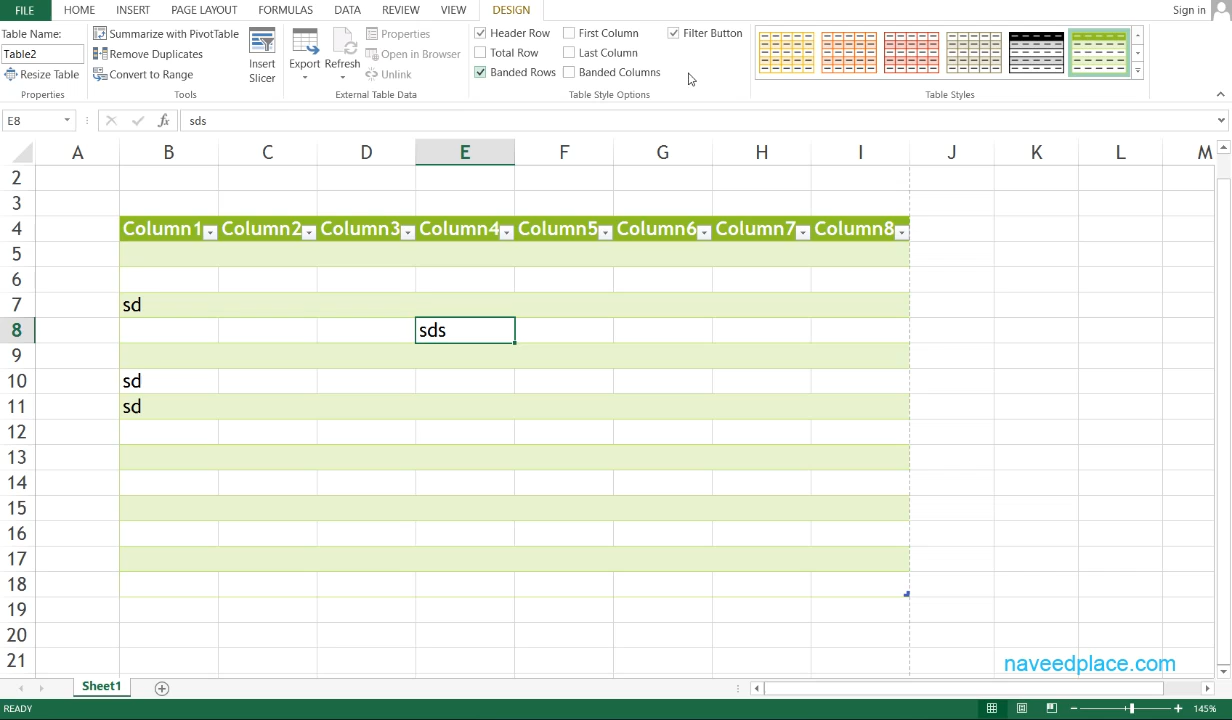 FILE HOME INSERT PAGE LAYOUT FORMULAS DATA REVIEW VIEW DESIGN Sign in
Table Name:
Table2
Resize Table
Properties
Summarize with PivotTable
Remove Duplicates
Convert to Range
Tools
Insert
Slicer
Export
Refresh
Properties
Open in Browser
Unlink
External Table Data
Header Row
Total Row
Banded Rows
First Column
Last Column
Banded Columns
Filter Button
Table Style Options
Table Styles
E8 fx sds
A B C D E F G H I J K L M
2
3
4 Column1 Column2 Column3 Column4 Column5 Column6 Column7 Column8
5
6
7 sd
8 sds
9
10 sd
11 sd
12
13
14
15
16
17
18
19
20
21
naveedplace.com
Sheet1
READY 145%